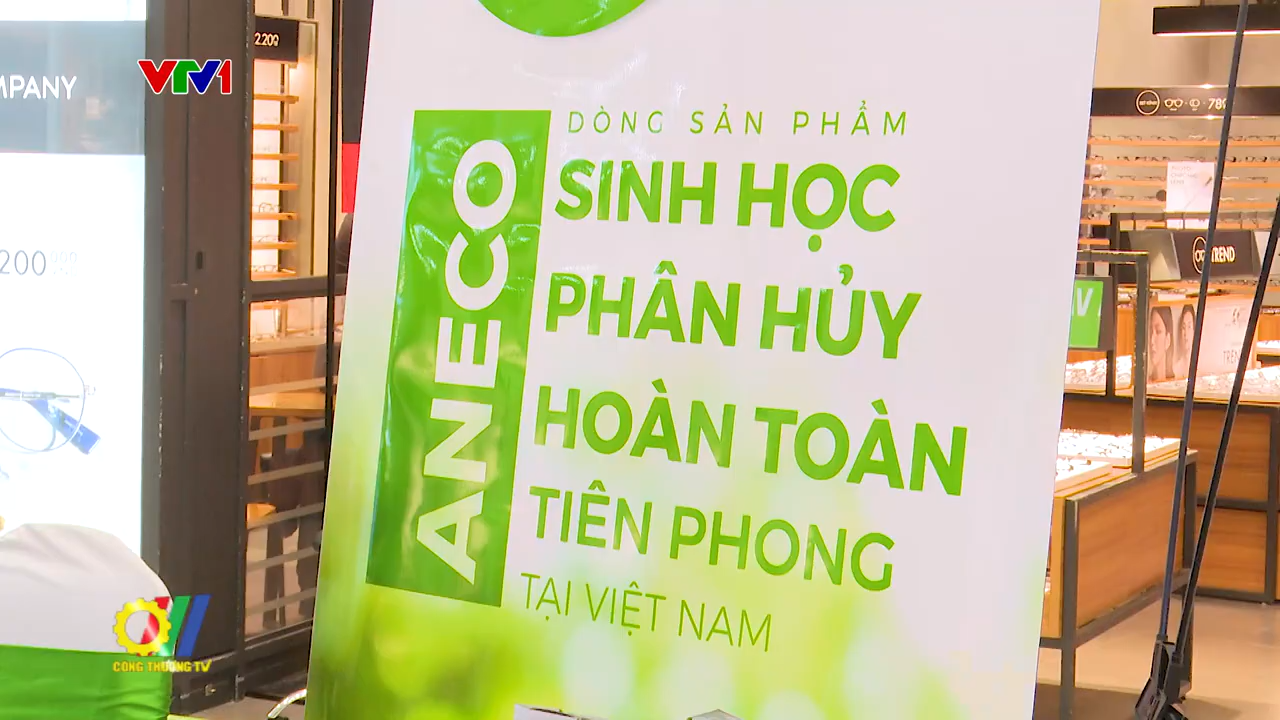 2.200
MPANY
VTV1
DÒNG SẢN PHẨM
ANECO
SINH HỌC
PHÂN HỦY
HOÀN TOÀN
TIÊN PHONG
TẠI VIỆT NAM
200
789
TREND
CÔNG THƯƠNG TV